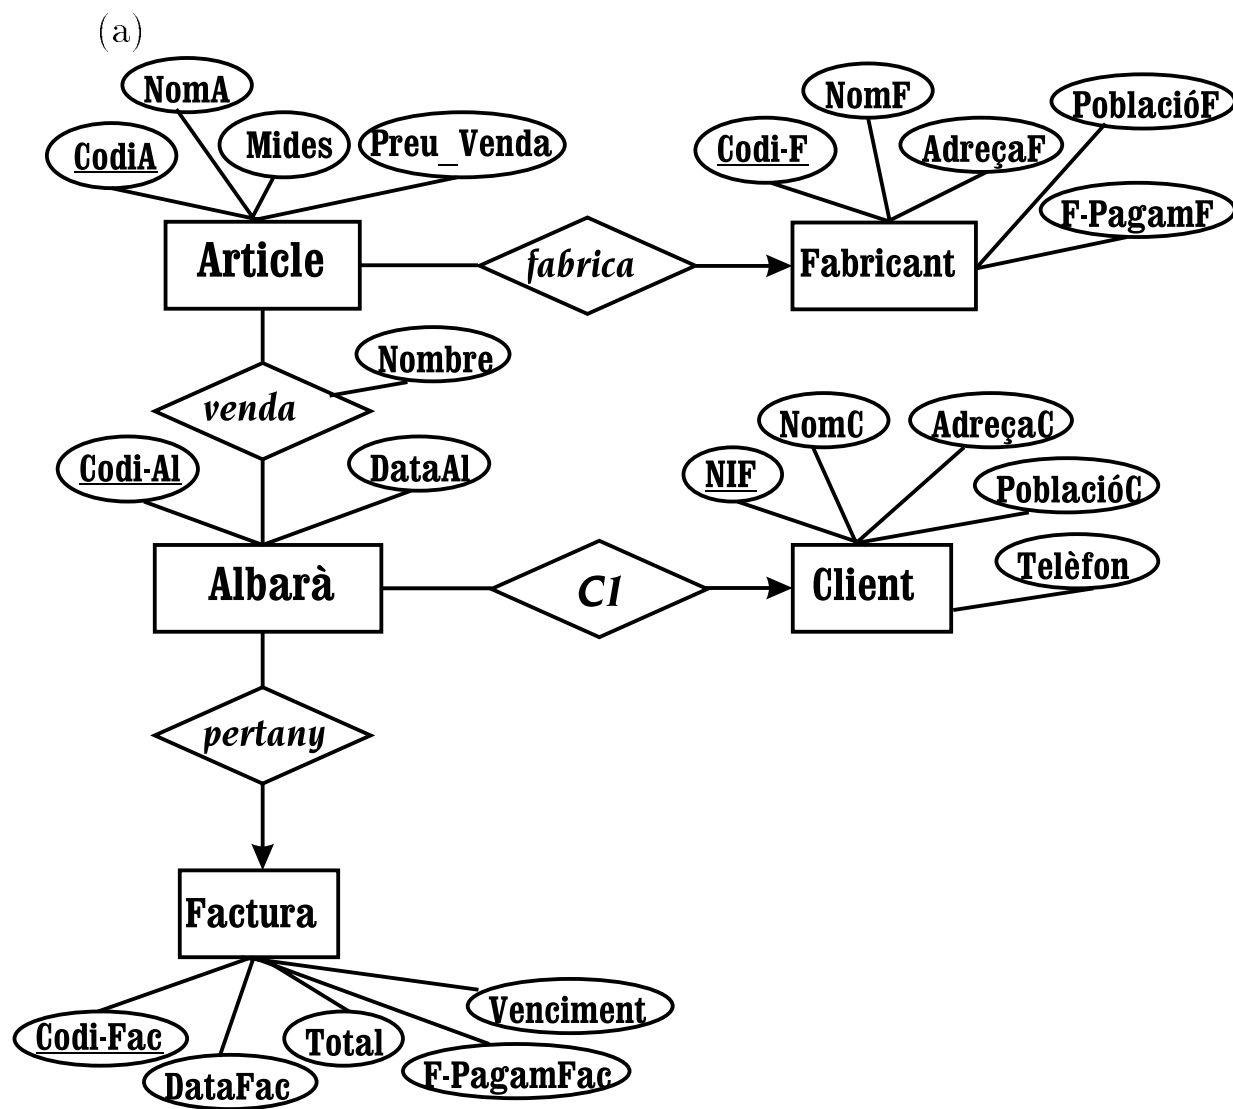 (a)
NomA
NomF
PoblacióF
CodiA
Mides
Preu_Venda
Codi-F
AdreçaF
F-PagamF
Article
fabrica
Fabricant
Nombre
venda
NomC
AdreçaC
Codi-Al
DataAl
NIF
PoblacióC
Albarà
Cl
Client
Telèfon
pertany
Factura
Venciment
Codi-Fac
Total
F-PagamFac
DataFac